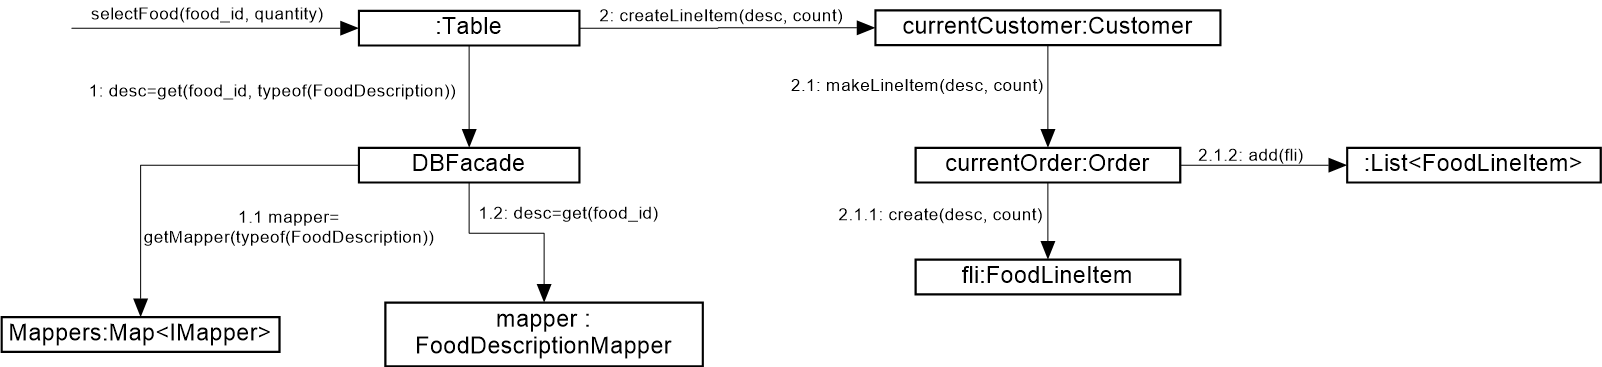 selectFood(food_id, quantity)
:Table
2: createLineItem(desc, count)
currentCustomer:Customer
1: desc=get(food_id, typeof(FoodDescription))
2.1: makeLineItem(desc, count)
DBFacade
currentOrder:Order
2.1.2: add(fli)
:List<FoodLineItem>
1.1 mapper=
getMapper(typeof(FoodDescription))
1.2: desc=get(food_id)
2.1.1: create(desc, count)
fli:FoodLineItem
Mappers:Map<IMapper>
mapper :
FoodDescriptionMapper